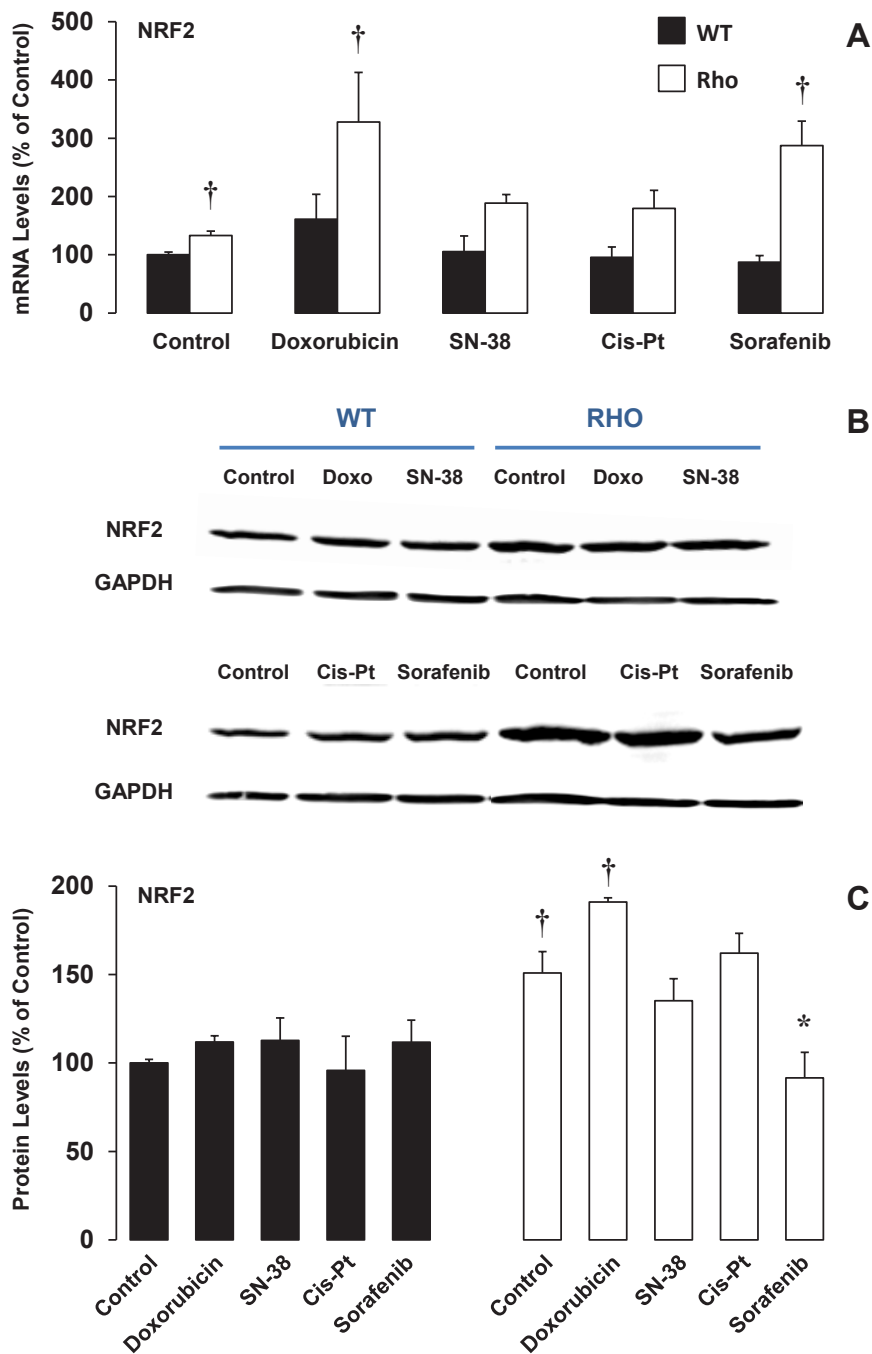 500
NRF2
†
WT
A
400
Rho
†
300
†
200
100
0
mRNA Levels (% of Control)
Control Doxorubicin SN-38 Cis-Pt Sorafenib
WT RHO B
Control Doxo SN-38 Control Doxo SN-38
NRF2
GAPDH
Control Cis-Pt Sorafenib Control Cis-Pt Sorafenib
NRF2
GAPDH
†
200
NRF2
C
†
150
*
100
50
0
Protein Levels (% of Control)
Control Doxorubicin SN-38 Cis-Pt Sorafenib Control Doxorubicin SN-38 Cis-Pt Sorafenib